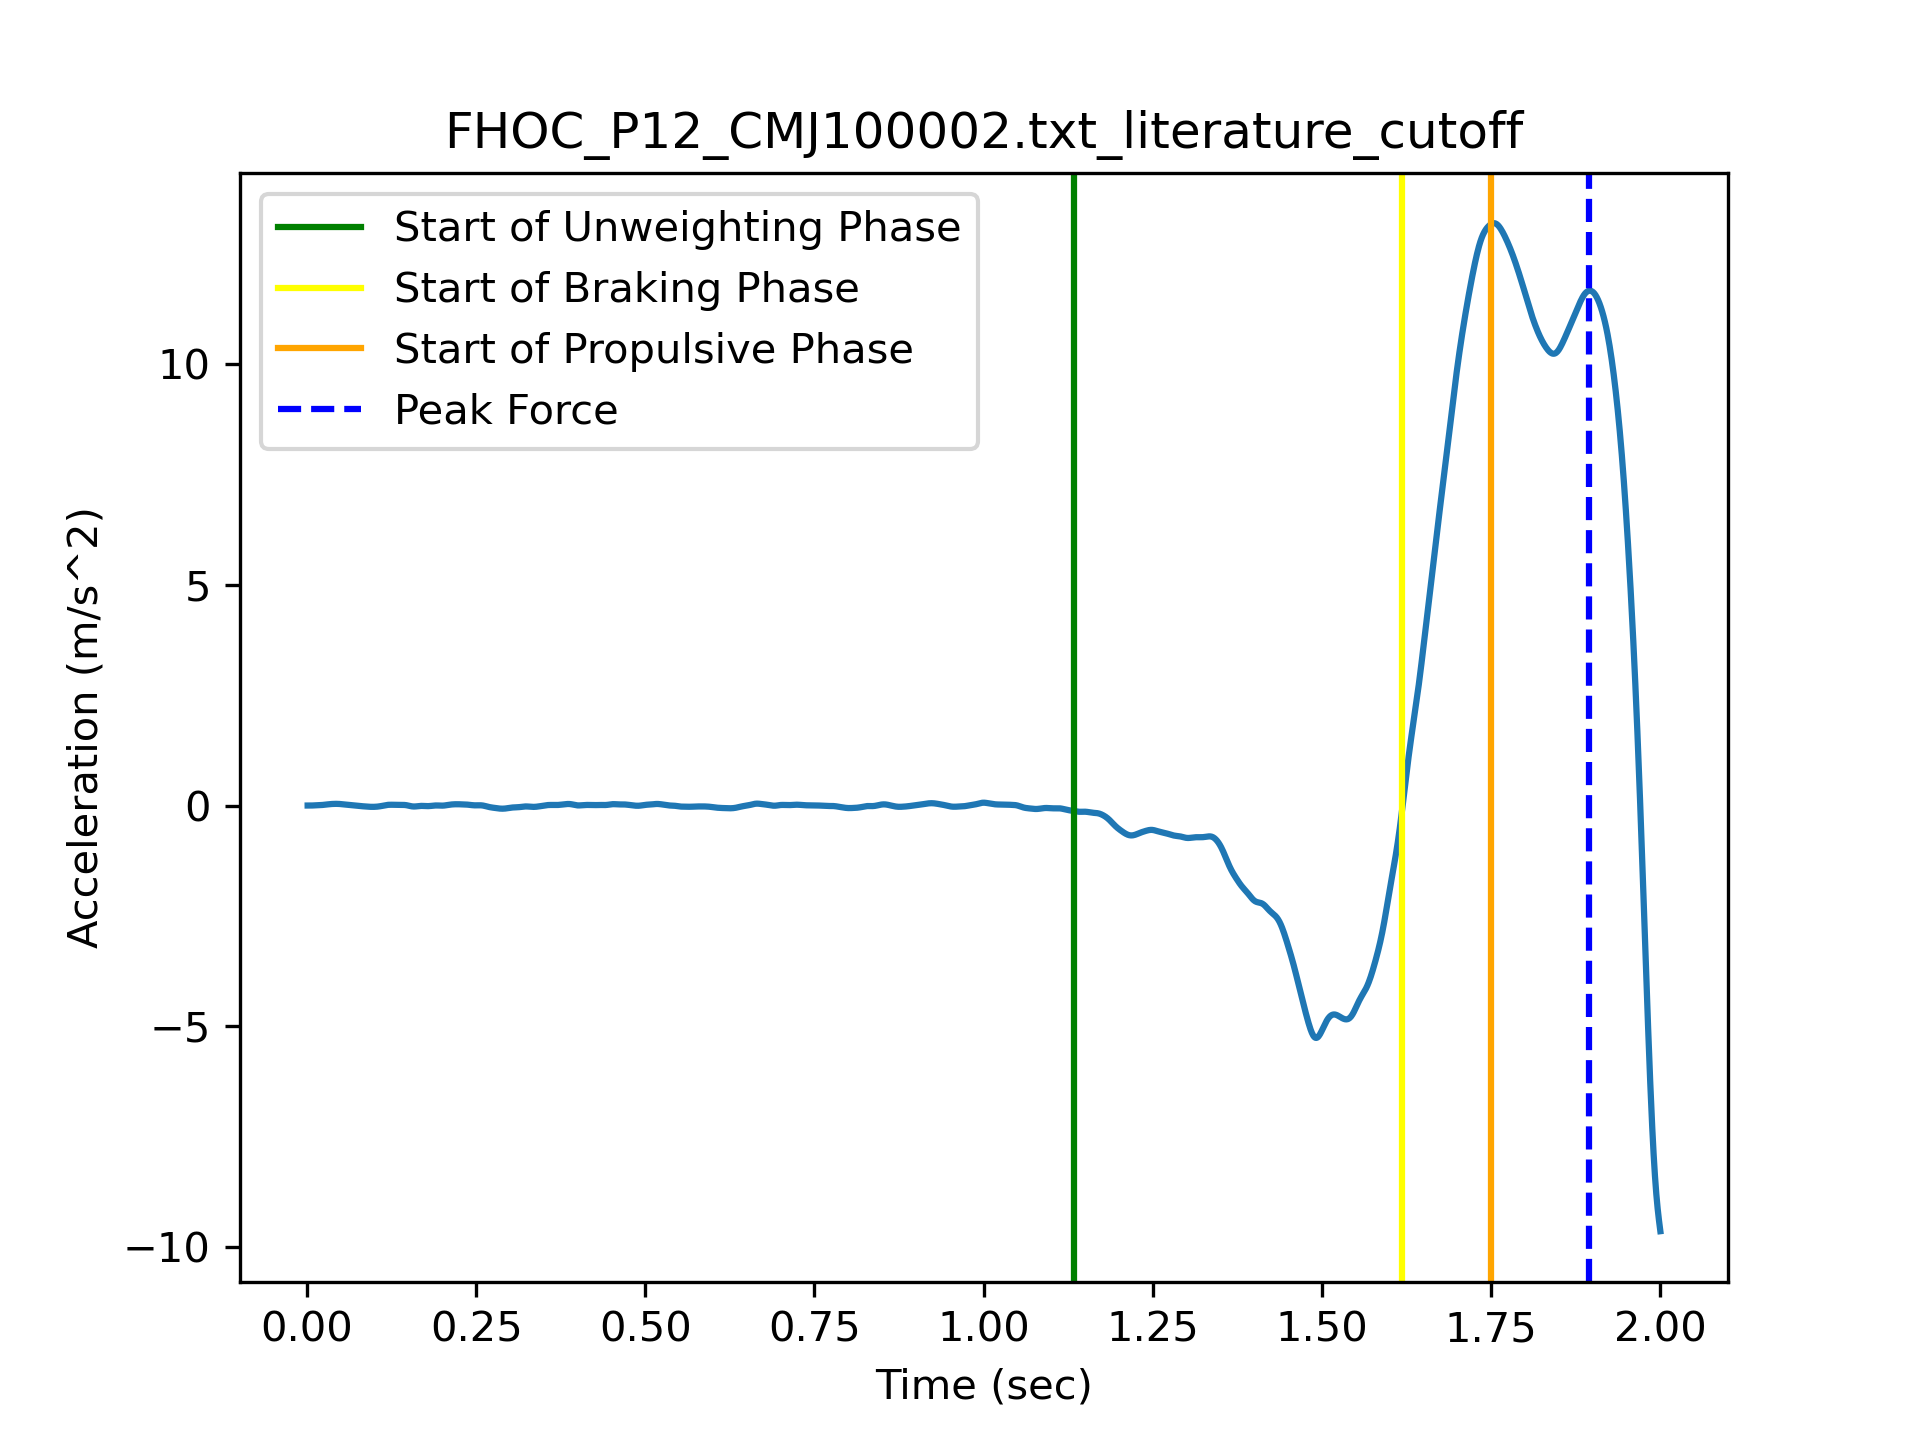 FHOC_P12_CMJ100002.txt_literature_cutoff
Start of Unweighting Phase
Start of Braking Phase
Start of Propulsive Phase
Peak Force
Acceleration (m/s^2)
10
5
0
−5
−10
0.00 0.25 0.50 0.75 1.00 1.25 1.50 1.75 2.00
Time (sec)